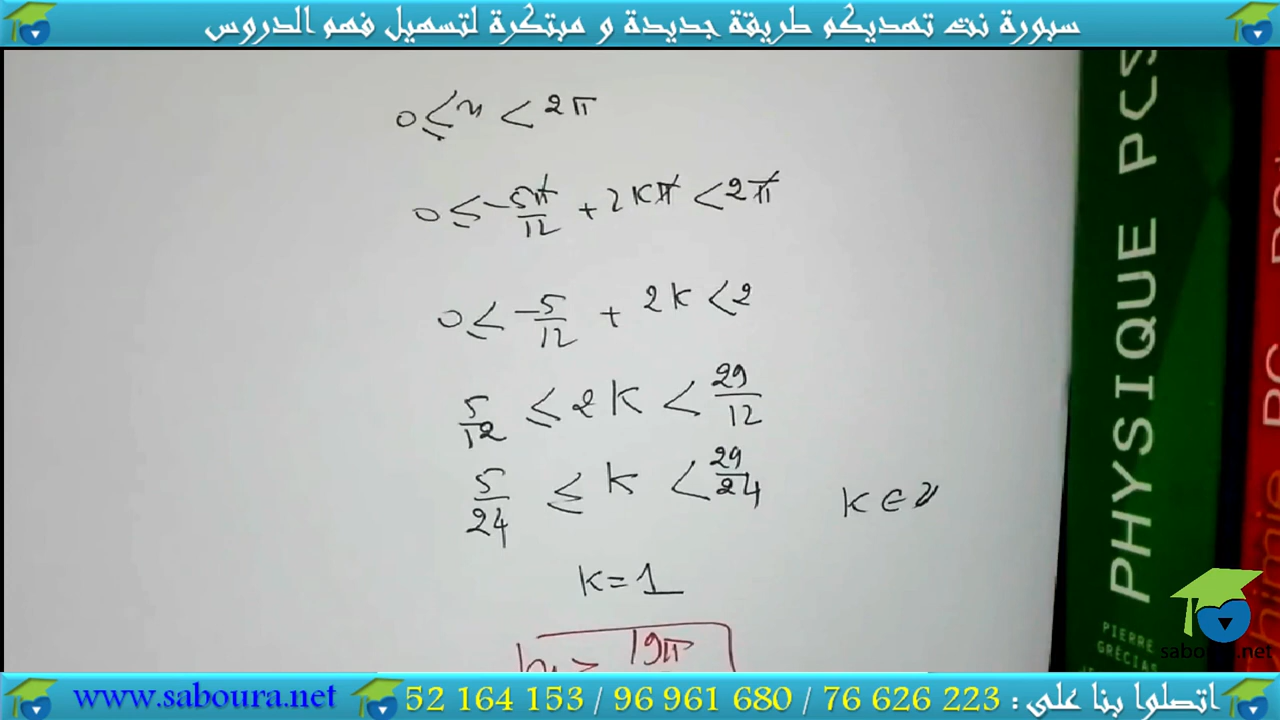 سبورة نت تهديكم طريقة جديدة و مبتكرة لتسهيل فهم الدروس
0 ≤ x < 2π
0 ≤ -5π/12 + 2kπ < 2π
0 ≤ -5/12 + 2k < 2
5/12 ≤ 2k < 29/12
5/24 ≤ k < 29/24
k ∈ ℤ
k = 1
19π
PHYSIQUE PCS
PIERRE
GRÉCIAS
saboura.net
www.saboura.net
اتصلوا بنا على : 52 164 153 / 96 961 680 / 76 626 223